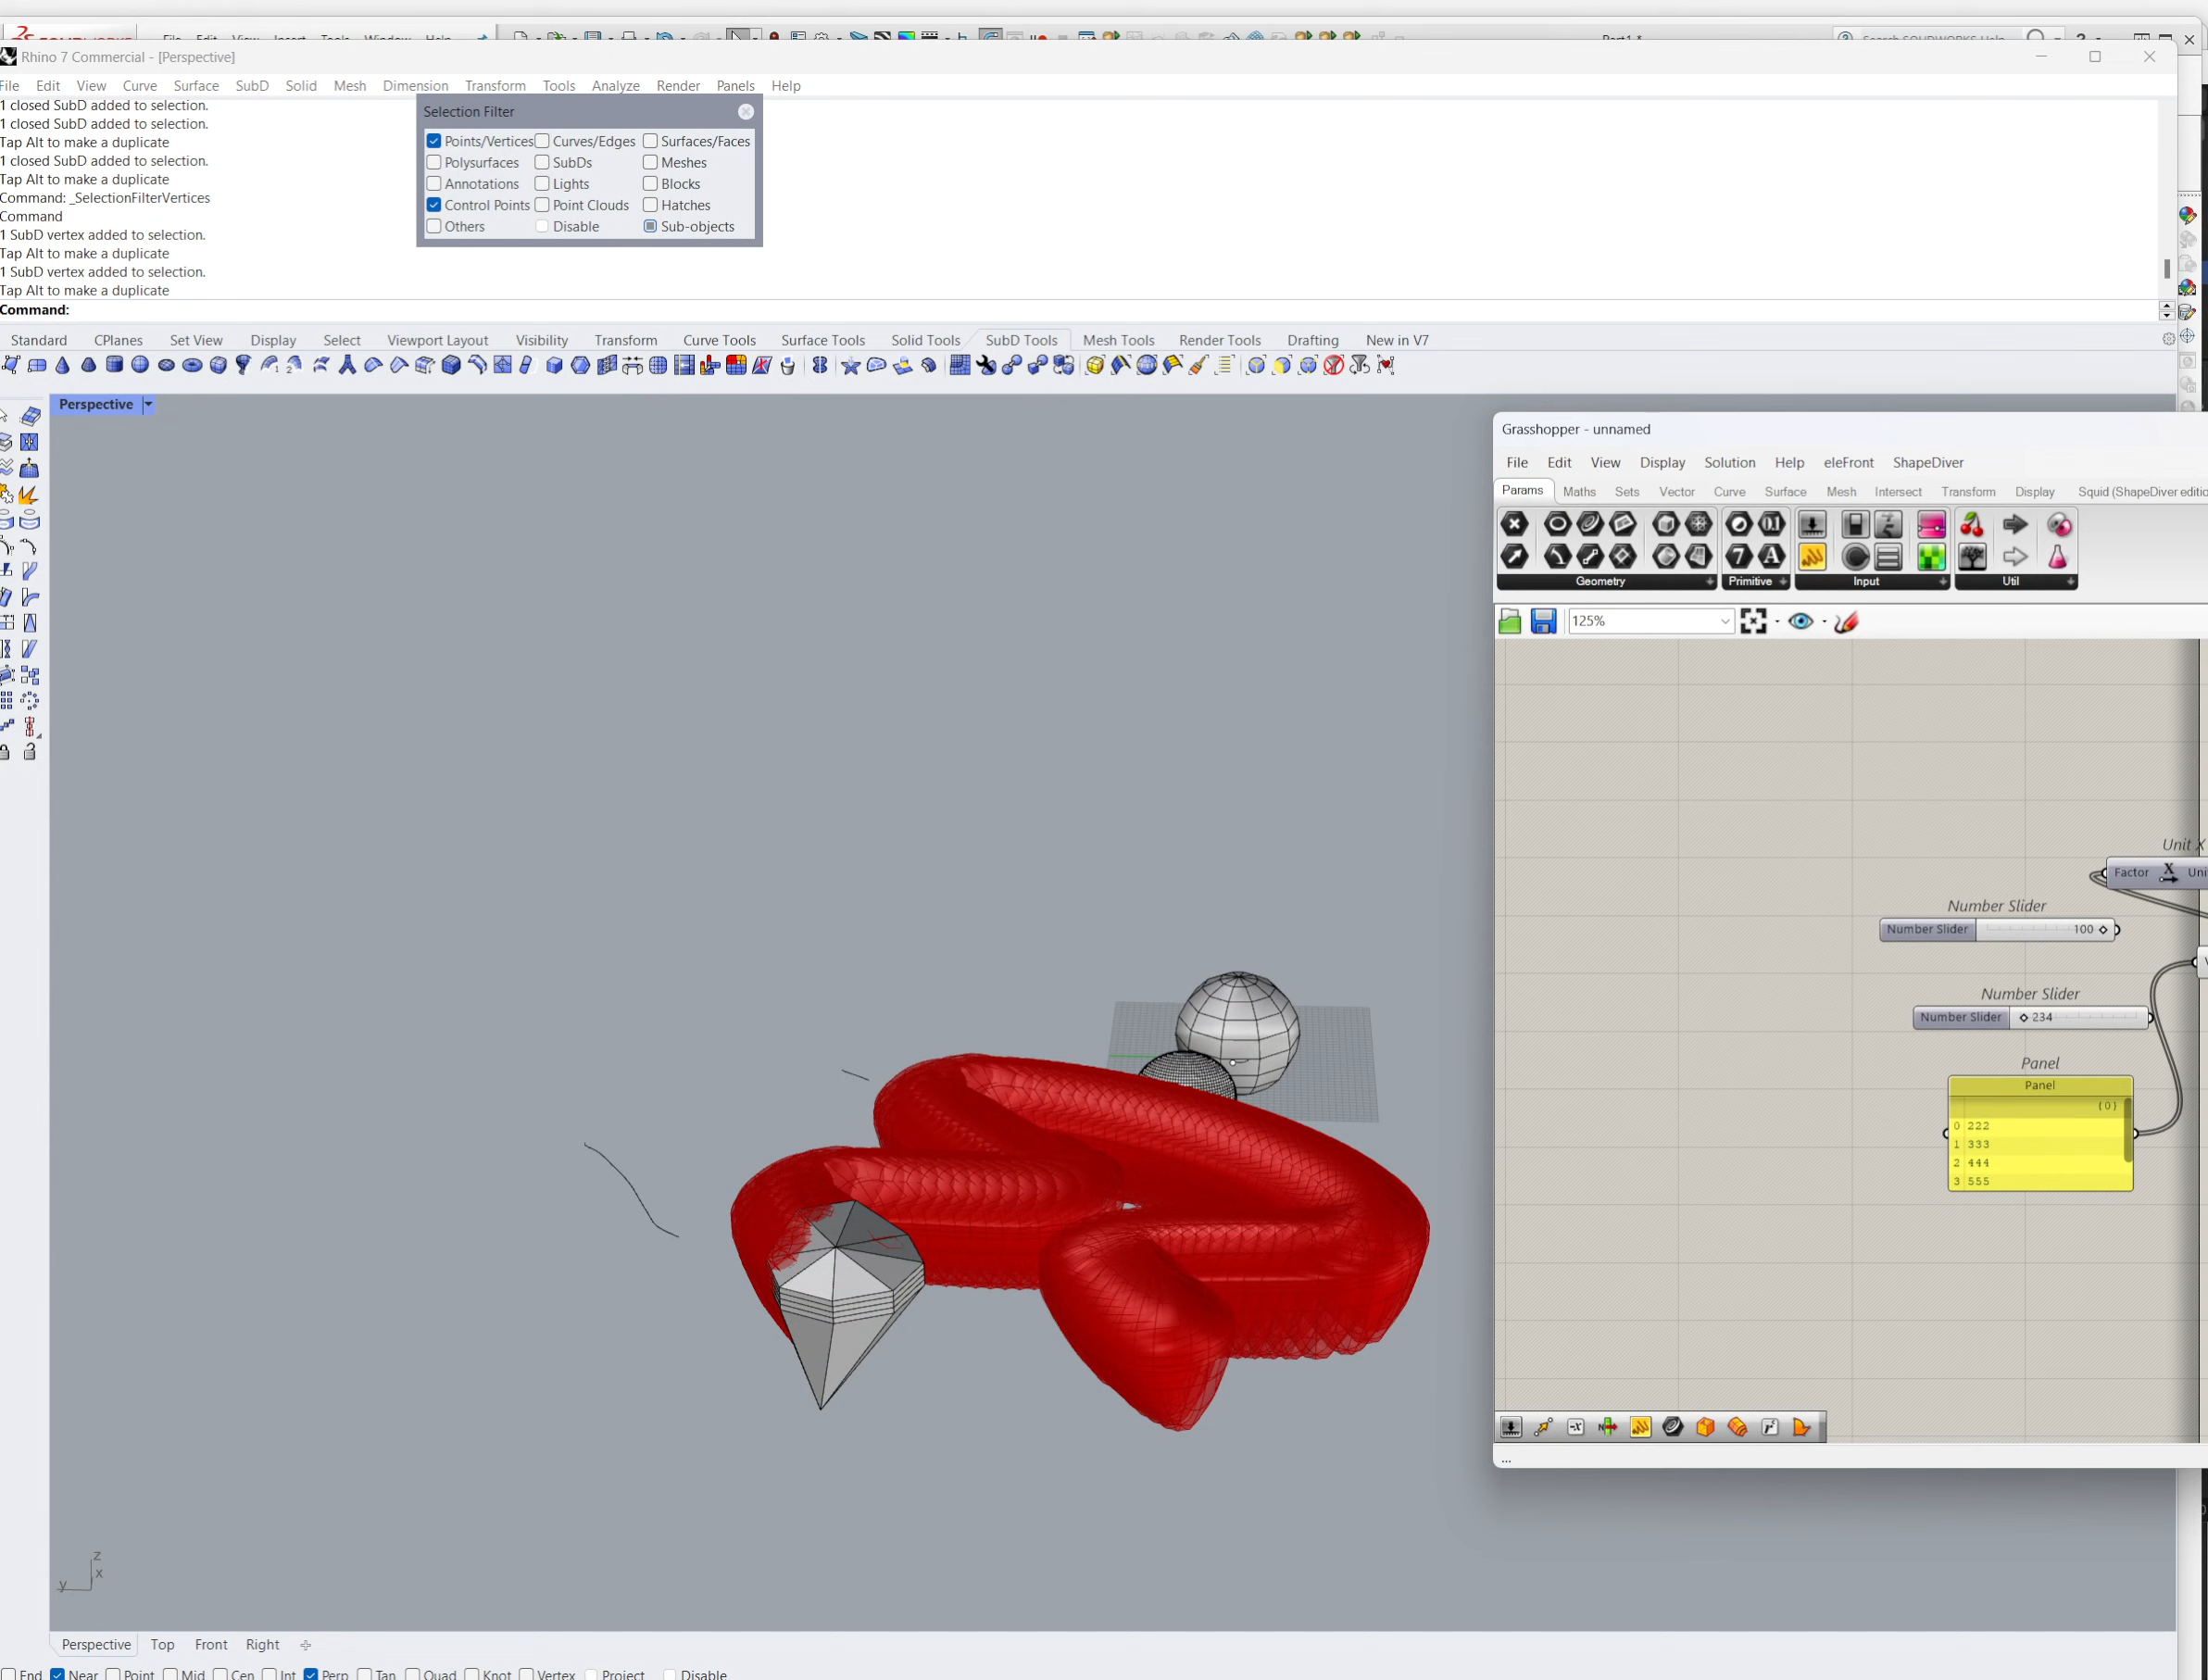 Rhino 7 Commercial - [Perspective]
File Edit View Curve Surface SubD Solid Mesh Dimension Transform Tools Analyze Render Panels Help
1 closed SubD added to selection.
1 closed SubD added to selection.
Tap Alt to make a duplicate
1 closed SubD added to selection.
Tap Alt to make a duplicate
Command: _SelectionFilterVertices
Command
1 SubD vertex added to selection.
Tap Alt to make a duplicate
1 SubD vertex added to selection.
Tap Alt to make a duplicate
Command:
Selection Filter
Points/Vertices Curves/Edges Surfaces/Faces
Polysurfaces SubDs Meshes
Annotations Lights Blocks
Control Points Point Clouds Hatches
Others Disable Sub-objects
Standard CPlanes Set View Display Select Viewport Layout Visibility Transform Curve Tools Surface Tools Solid Tools SubD Tools Mesh Tools Render Tools Drafting New in V7
Perspective
Grasshopper - unnamed
File Edit View Display Solution Help eleFront ShapeDiver
Params Maths Sets Vector Curve Surface Mesh Intersect Transform Display Squid (ShapeDiver
Geometry Primitive Input Util
125%
Unit X
Factor X
Number Slider
Number Slider 100
Number Slider
Number Slider 234
Panel
Panel
{0}
0 222
1 333
2 444
3 555
...
z
x
y
Perspective Top Front Right
End Near Point Mid Cen Int Perp Tan Quad Knot Vertex Project Disable